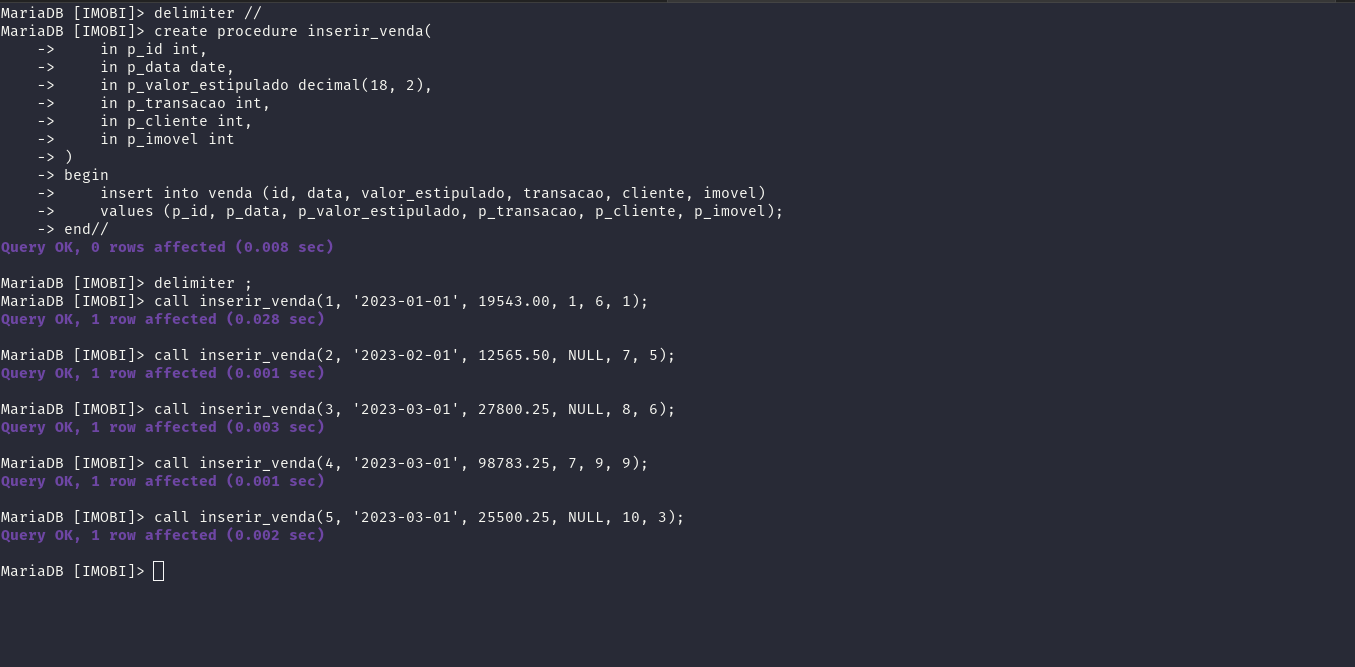 MariaDB [IMOBI]> delimiter //
MariaDB [IMOBI]> create procedure inserir_venda(
    ->     in p_id int,
    ->     in p_data date,
    ->     in p_valor_estipulado decimal(18, 2),
    ->     in p_transacao int,
    ->     in p_cliente int,
    ->     in p_imovel int
    -> )
    -> begin
    ->     insert into venda (id, data, valor_estipulado, transacao, cliente, imovel)
    ->     values (p_id, p_data, p_valor_estipulado, p_transacao, p_cliente, p_imovel);
    -> end//
Query OK, 0 rows affected (0.008 sec)

MariaDB [IMOBI]> delimiter ;
MariaDB [IMOBI]> call inserir_venda(1, '2023-01-01', 19543.00, 1, 6, 1);
Query OK, 1 row affected (0.028 sec)

MariaDB [IMOBI]> call inserir_venda(2, '2023-02-01', 12565.50, NULL, 7, 5);
Query OK, 1 row affected (0.001 sec)

MariaDB [IMOBI]> call inserir_venda(3, '2023-03-01', 27800.25, NULL, 8, 6);
Query OK, 1 row affected (0.003 sec)

MariaDB [IMOBI]> call inserir_venda(4, '2023-03-01', 98783.25, 7, 9, 9);
Query OK, 1 row affected (0.001 sec)

MariaDB [IMOBI]> call inserir_venda(5, '2023-03-01', 25500.25, NULL, 10, 3);
Query OK, 1 row affected (0.002 sec)

MariaDB [IMOBI]>